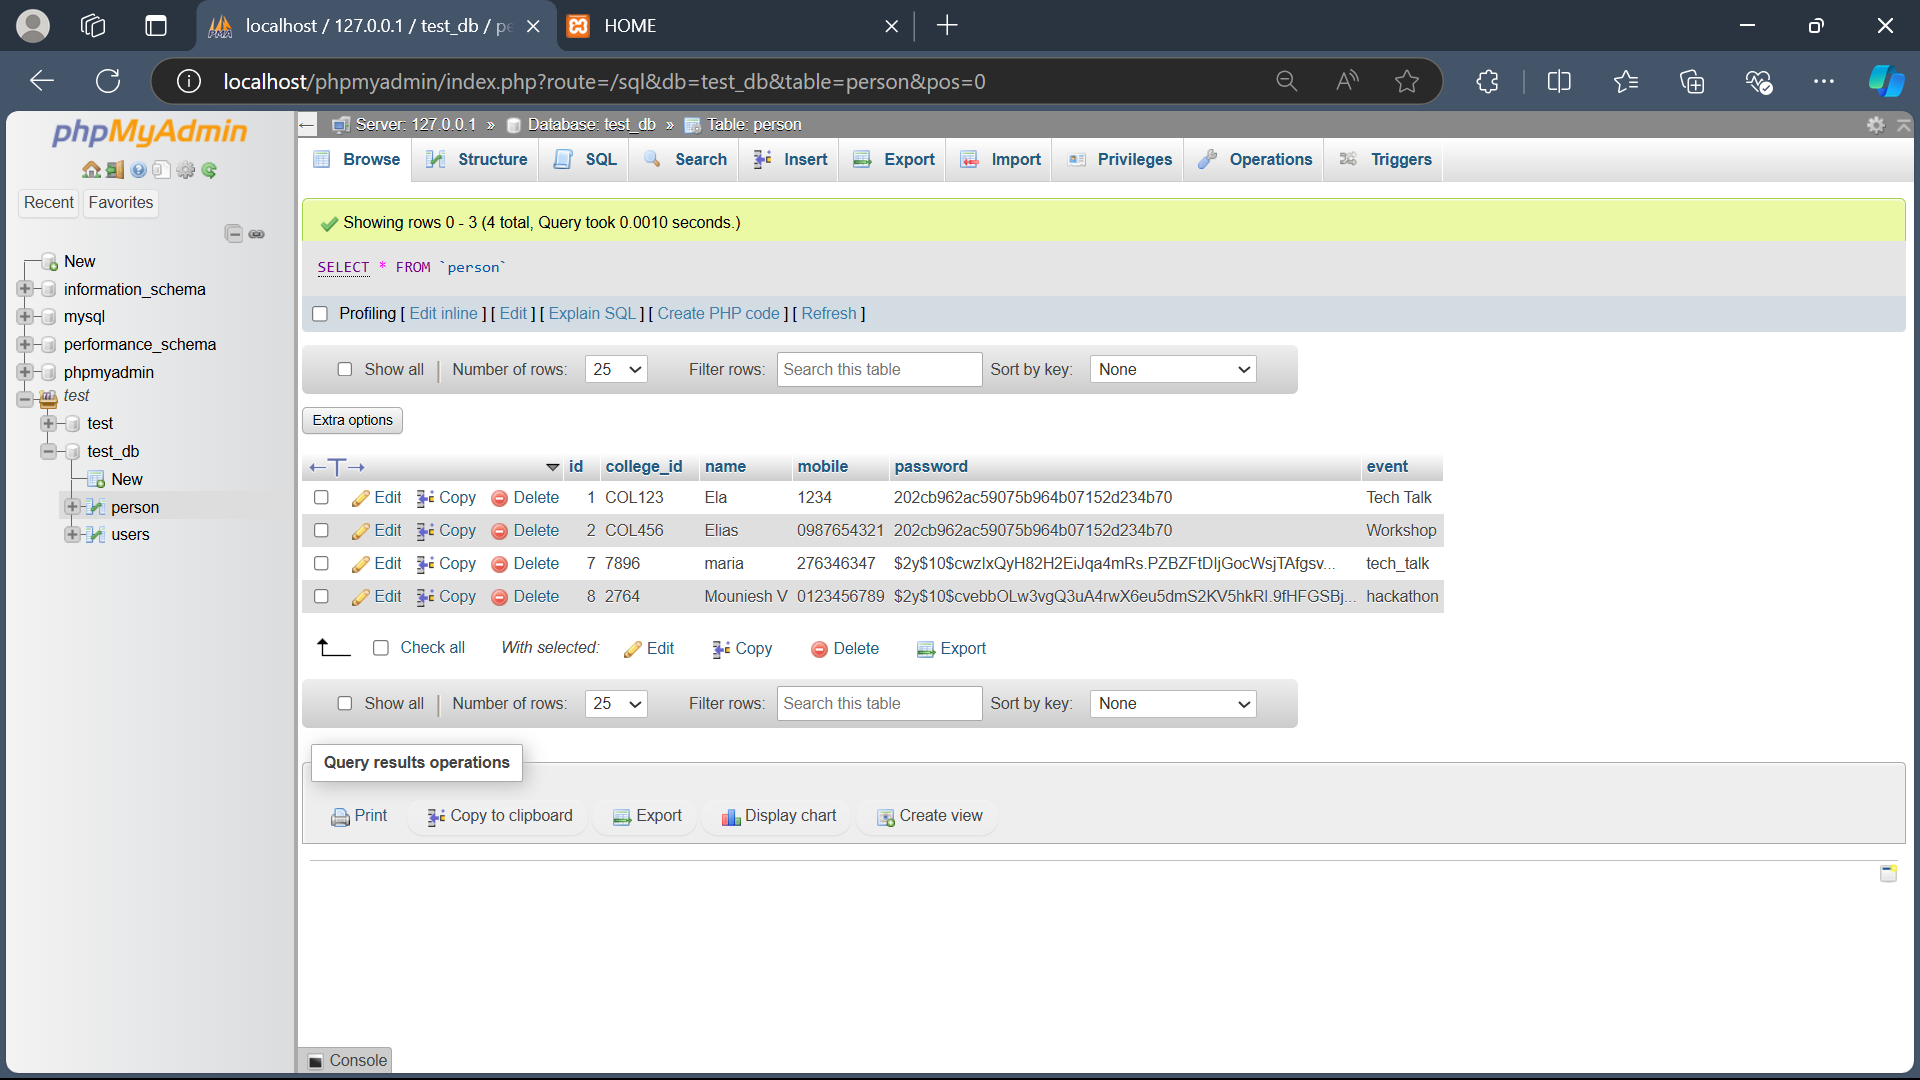 localhost / 127.0.0.1 / test_db / pe
HOME
localhost/phpmyadmin/index.php?route=/sql&db=test_db&table=person&pos=0
phpMyAdmin
Recent Favorites
New
information_schema
mysql
performance_schema
phpmyadmin
test
test
test_db
New
person
users
Server: 127.0.0.1 » Database: test_db » Table: person
Browse Structure SQL Search Insert Export Import Privileges Operations Triggers
Showing rows 0 - 3 (4 total, Query took 0.0010 seconds.)
SELECT * FROM `person`
Profiling [ Edit inline ] [ Edit ] [ Explain SQL ] [ Create PHP code ] [ Refresh ]
Show all Number of rows: 25 Filter rows: Search this table Sort by key: None
Extra options
←T→ id college_id name mobile password event
Edit Copy Delete 1 COL123 Ela 1234 202cb962ac59075b964b07152d234b70 Tech Talk
Edit Copy Delete 2 COL456 Elias 0987654321 202cb962ac59075b964b07152d234b70 Workshop
Edit Copy Delete 7 7896 maria 276346347 $2y$10$cwzIxQyH82H2EiJqa4mRs.PZBZFtDIjGocWsjTAfgsv... tech_talk
Edit Copy Delete 8 2764 Mouniesh V 0123456789 $2y$10$cvebbOLw3vgQ3uA4rwX6eu5dmS2KV5hkRI.9fHFGSBj... hackathon
Check all With selected: Edit Copy Delete Export
Show all Number of rows: 25 Filter rows: Search this table Sort by key: None
Query results operations
Print Copy to clipboard Export Display chart Create view
Console